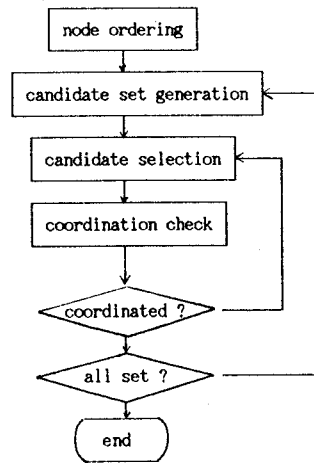 node ordering
candidate set generation
candidate selection
coordination check
coordinated ?
all set ?
end